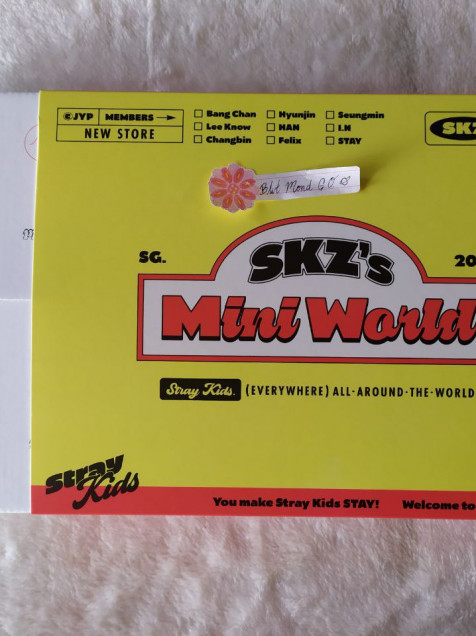 ©JYP MEMBERS
NEW STORE
Bang Chan Hyunjin Seungmin
Lee Know HAN I.N
Changbin Felix STAY
SKZ
SG.
SKZ's
20
Mini World
Stray Kids. (EVERYWHERE) ALL-AROUND-THE-WORLD
Stray Kids
You make Stray Kids STAY! Welcome to